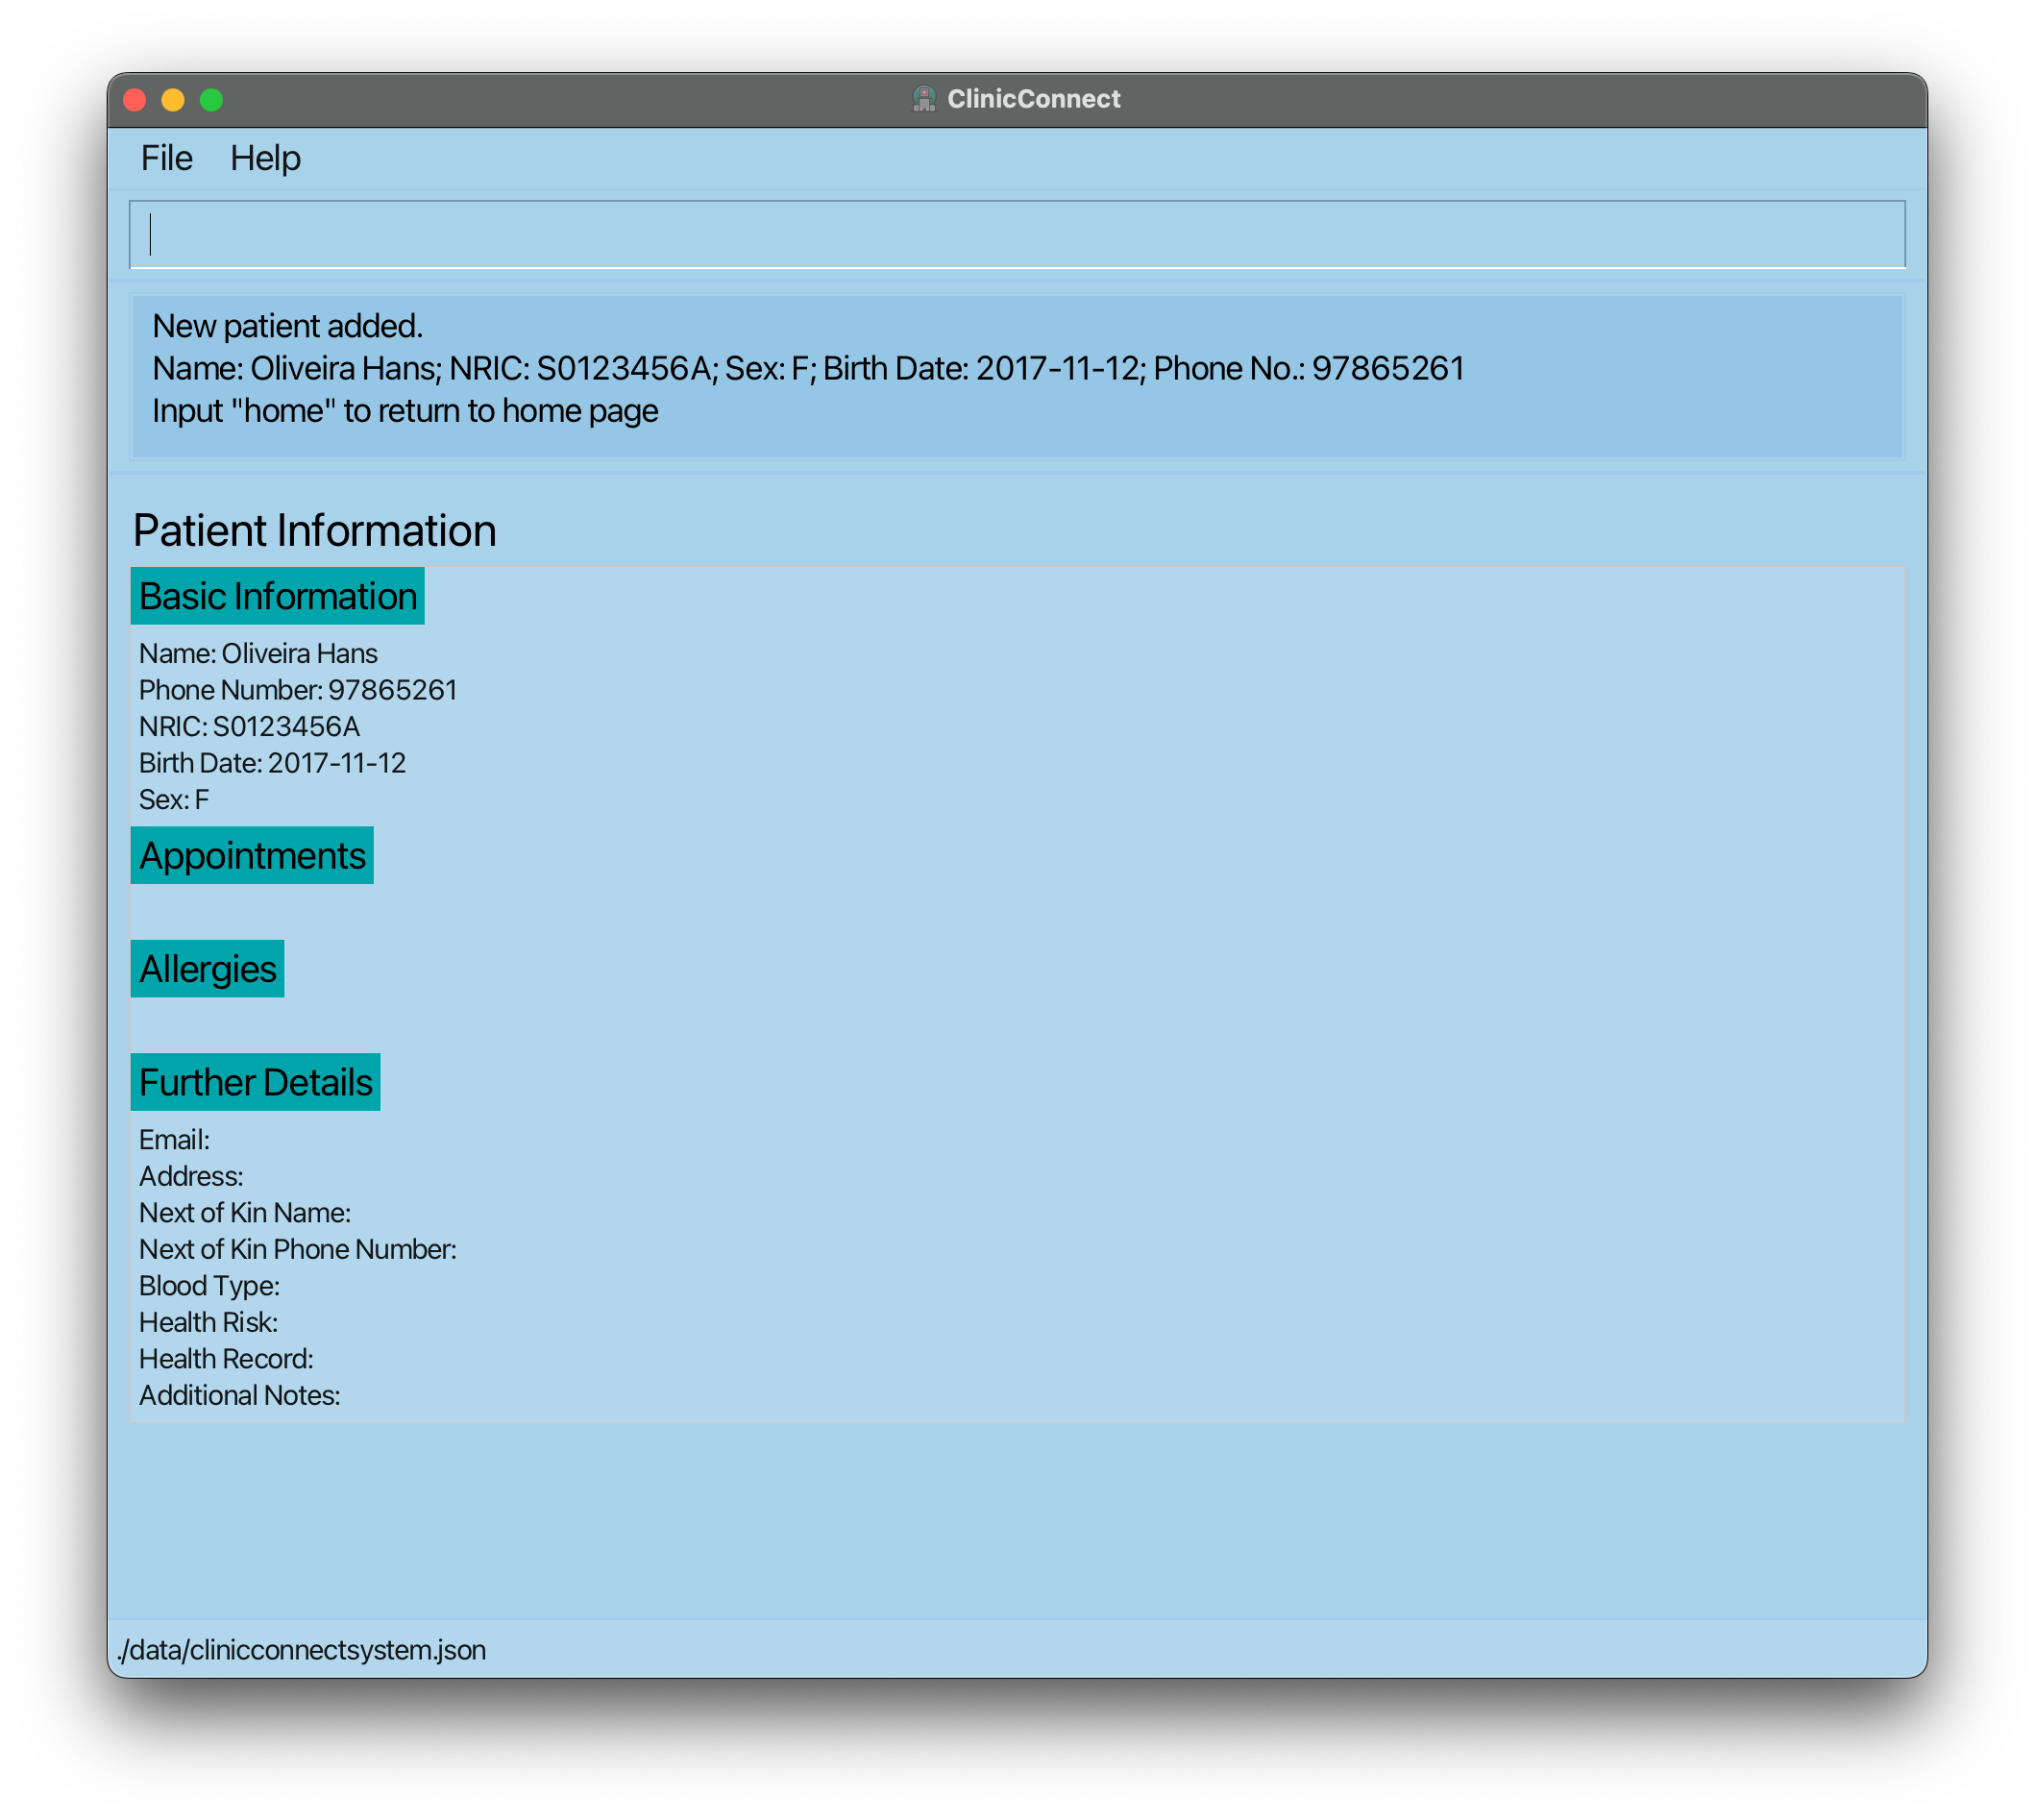 ClinicConnect
File Help
New patient added.
Name: Oliveira Hans; NRIC: S0123456A; Sex: F; Birth Date: 2017-11-12; Phone No.: 97865261
Input "home" to return to home page
Patient Information
Basic Information
Name: Oliveira Hans
Phone Number: 97865261
NRIC: S0123456A
Birth Date: 2017-11-12
Sex: F
Appointments
Allergies
Further Details
Email:
Address:
Next of Kin Name:
Next of Kin Phone Number:
Blood Type:
Health Risk:
Health Record:
Additional Notes:
./data/clinicconnectsystem.json